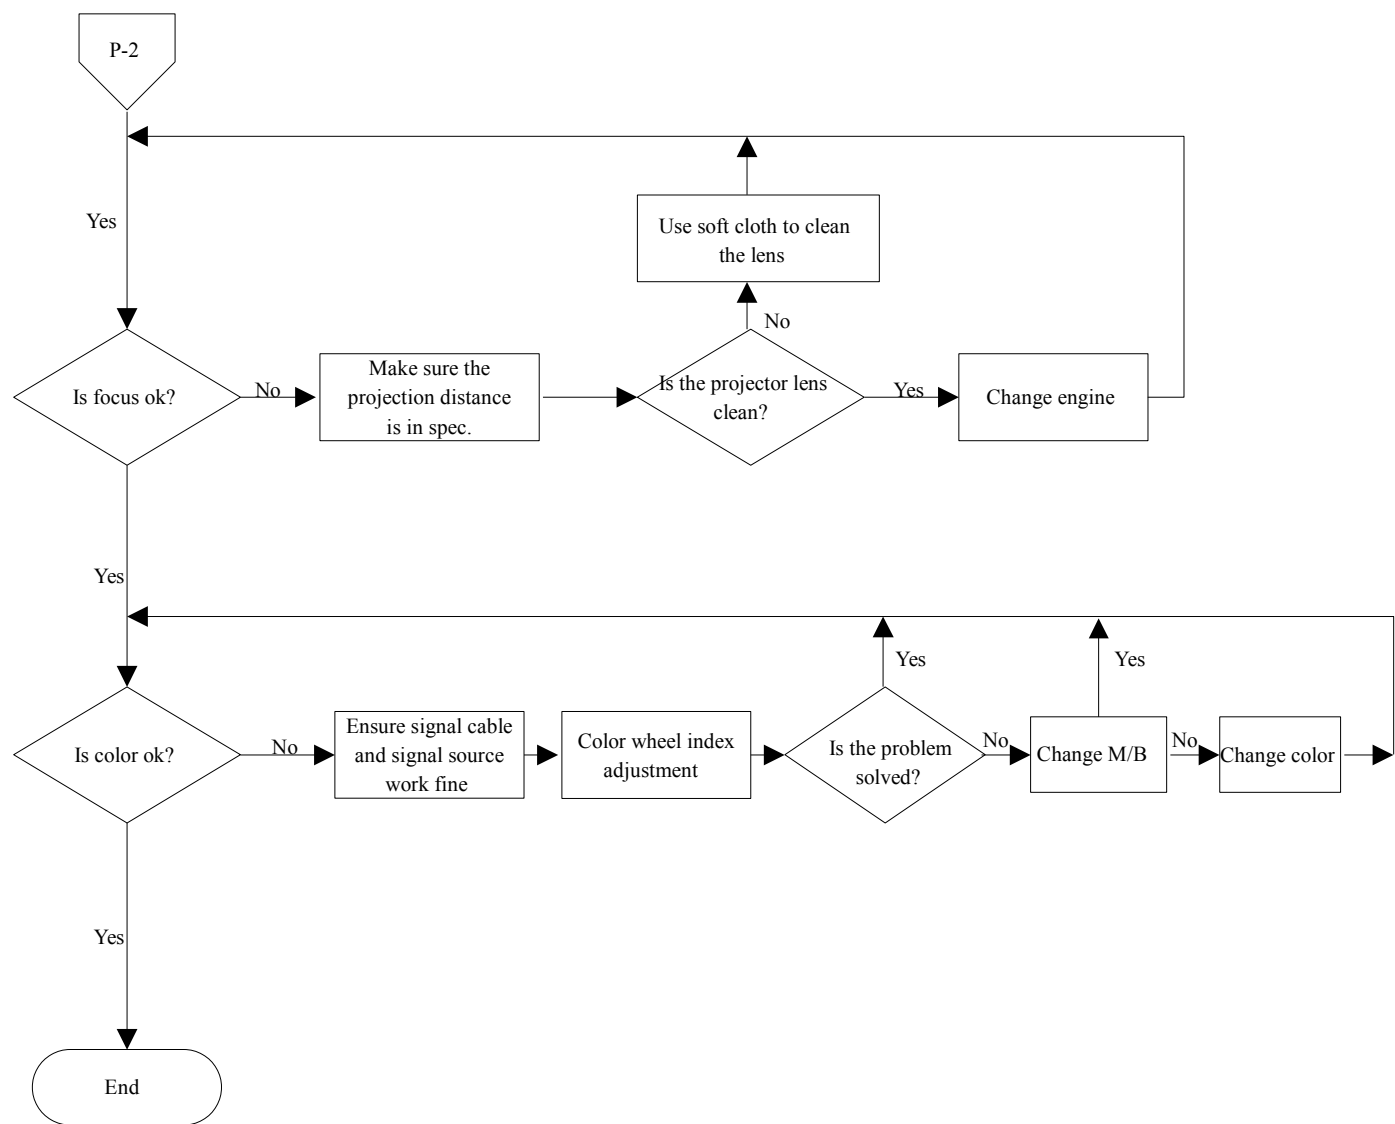 P-2
Yes
Use soft cloth to clean
the lens
No
Is focus ok?
No
Make sure the
projection distance
is in spec.
Is the projector lens
clean?
Yes
Change engine
Yes
Yes
Yes
Is color ok?
No
Ensure signal cable
and signal source
work fine
Color wheel index
adjustment
Is the problem
solved?
No
Change M/B
No
Change color
Yes
End